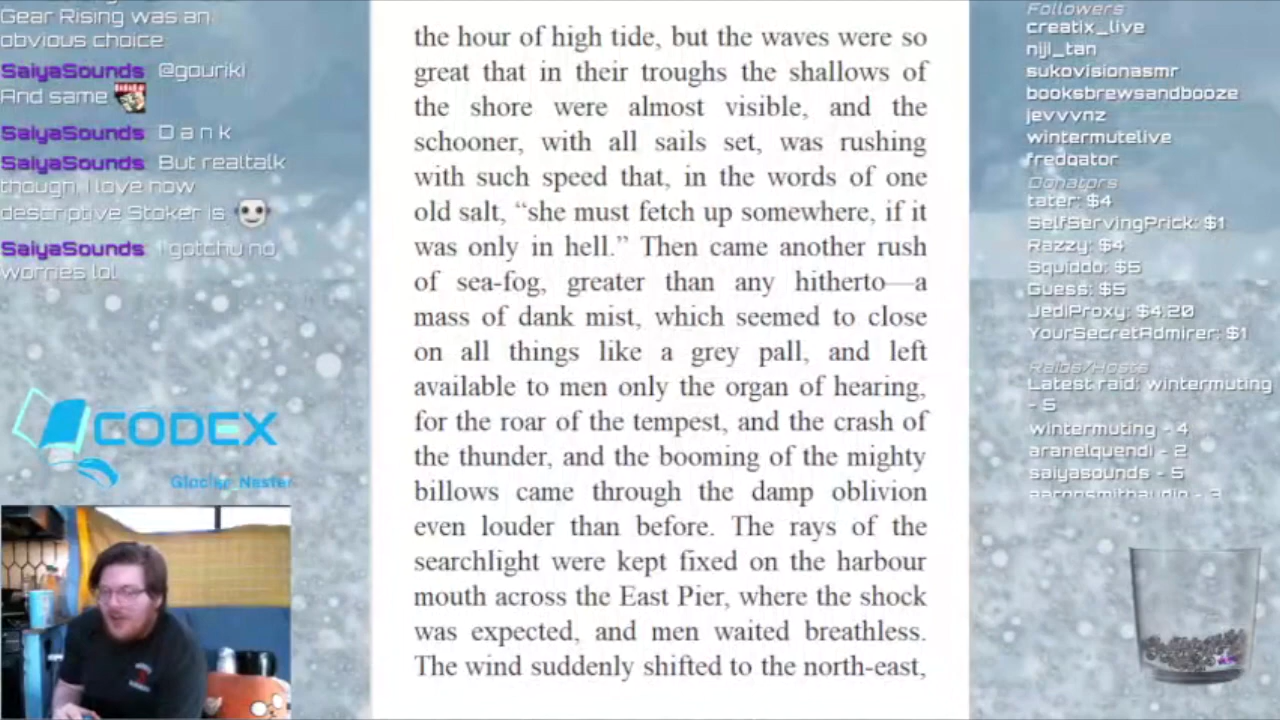 Gear Rising was an
obvious choice
SaiyaSounds @gouriki
And same
SaiyaSounds D a n k
SaiyaSounds But realtalk
though, I love how
descriptive Stoker is
SaiyaSounds I gotchu no,
worries lol
CODEX
the hour of high tide, but the waves were so
great that in their troughs the shallows of
the shore were almost visible, and the
schooner, with all sails set, was rushing
with such speed that, in the words of one
old salt, “she must fetch up somewhere, if it
was only in hell.” Then came another rush
of sea-fog, greater than any hitherto—a
mass of dank mist, which seemed to close
on all things like a grey pall, and left
available to men only the organ of hearing,
for the roar of the tempest, and the crash of
the thunder, and the booming of the mighty
billows came through the damp oblivion
even louder than before. The rays of the
searchlight were kept fixed on the harbour
mouth across the East Pier, where the shock
was expected, and men waited breathless.
The wind suddenly shifted to the north-east,
Followers
creatix_live
niji_tan
sukovisionasmr
booksbrewsandbooze
jevvvnz
wintermutelive
fredgator
Donators
tater: $4
SelfServingPrick: $1
Razzy: $4
Squiddo: $5
Guess: $5
JediProxy: $4.20
YourSecretAdmirer: $1
Raids/Hosts
Latest raid: wintermuting
- 5
wintermuting - 4
aranelquendi - 2
saiyasounds - 5